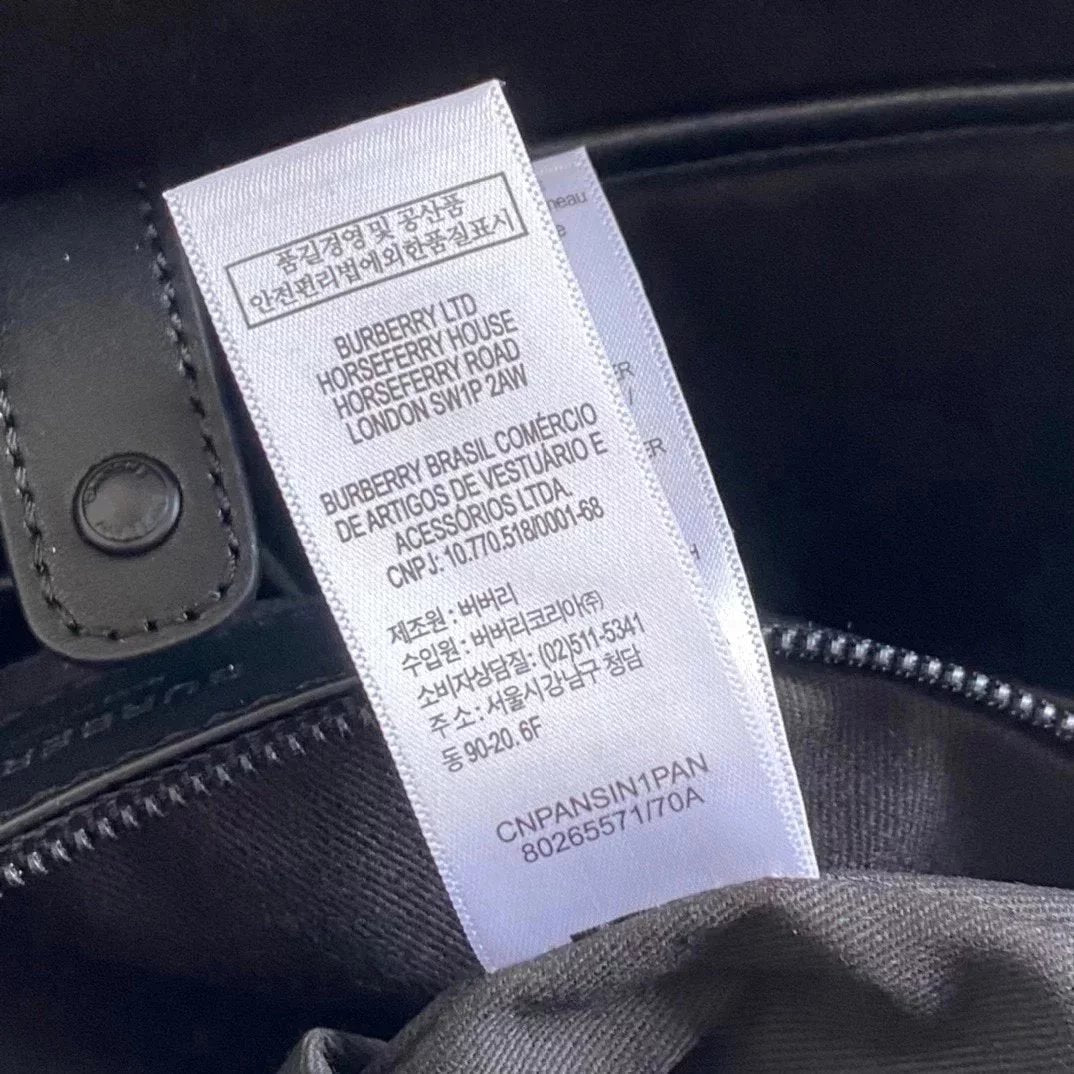 품길경영 및 공산품
안전편리법에외한품질표시
BURBERRY LTD
HORSEFERRY HOUSE
HORSEFERRY ROAD
LONDON SW1P 2AW
BURBERRY BRASIL COMÉRCIO
DE ARTIGOS DE VESTUÁRIO E
ACESSÓRIOS LTDA.
CNPJ: 10.770.518/0001-68
제조원 : 버버리
수입원 : 버버리코리아(주)
소비자상담질: (02)511-5341
주 소 : 서울시강남구 청담
동 90-20. 6F
CNPANSIN1PAN
80265571/70A